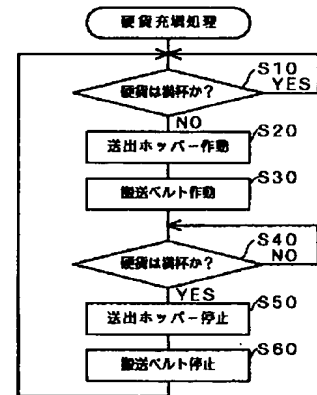 硬貨充填処理
S10
硬貨は満杯か?
YES
NO
S20
送出ホッパー作動
S30
搬送ベルト作動
S40
硬貨は満杯か?
NO
YES
S50
送出ホッパー停止
S60
搬送ベルト停止